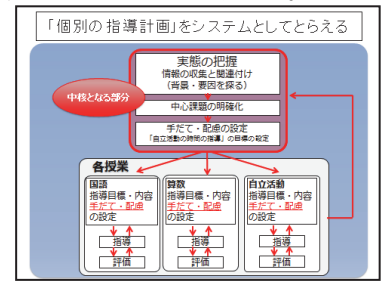 「個別の指導計画」をシステムとしてとらえる
実態の把握
情報の収集と関連付け
(背景・要因を探る)
中核となる部分
中心課題の明確化
手だて・配慮の設定
「自立活動の時間の指導」の目標の設定
各授業
国語
指導目標・内容
手だて・配慮
の設定
指導
評価
算数
指導目標・内容
手だて・配慮
の設定
指導
評価
自立活動
指導目標・内容
手だて・配慮
の設定
指導
評価